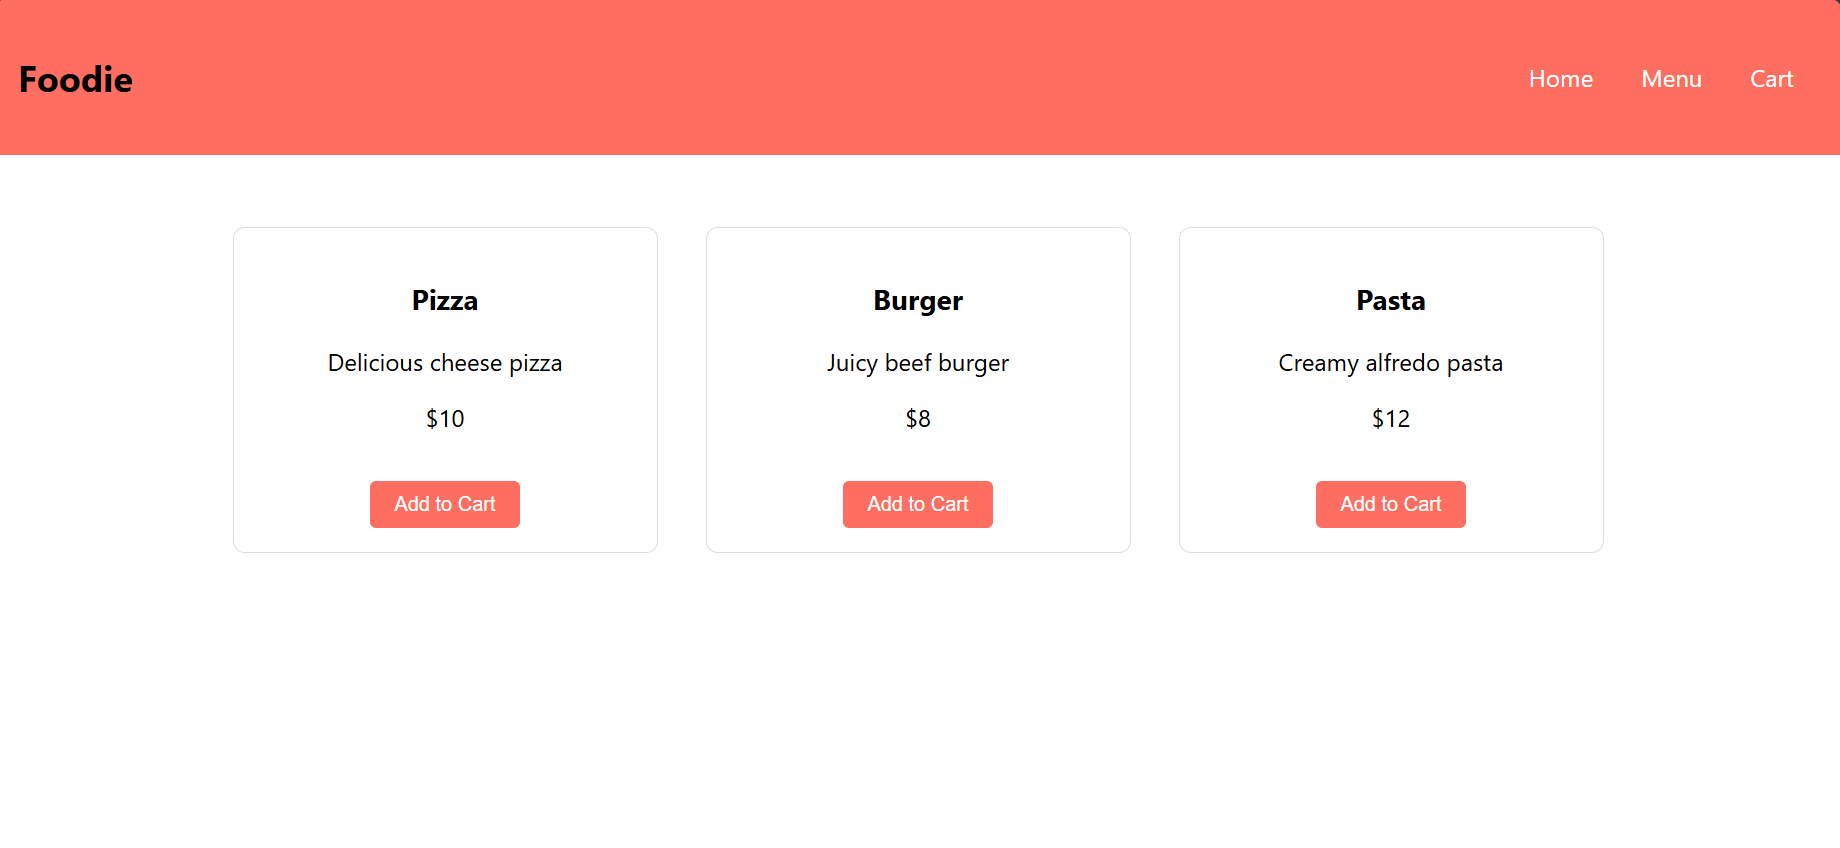 Foodie
Home Menu Cart
Pizza
Delicious cheese pizza
$10
Add to Cart
Burger
Juicy beef burger
$8
Add to Cart
Pasta
Creamy alfredo pasta
$12
Add to Cart